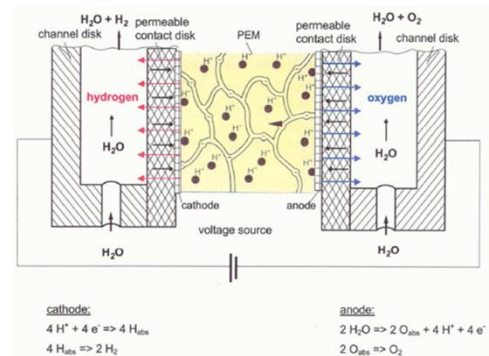 H₂O + H₂
channel disk
permeable
contact disk
PEM
permeable
contact disk
H₂O + O₂
channel disk
hydrogen
oxygen
H₂O
H₂O
H⁺
H⁺
H⁺
H⁺
H⁺
H⁺
H⁺
H⁺
H⁺
H⁺
H⁺
H⁺
cathode
anode
voltage source
H₂O
H₂O
cathode:
4 H⁺ + 4 e⁻ => 4 Habs
4 Habs => 2 H₂
anode:
2 H₂O => 2 Oabs + 4 H⁺ + 4 e⁻
2 Oabs => O₂